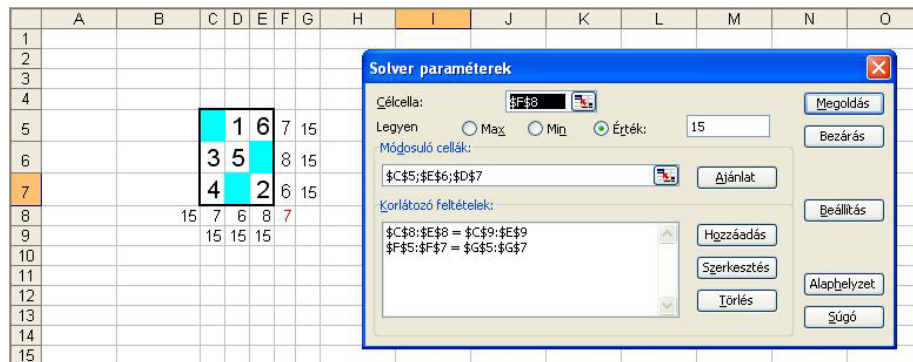 A B C D E F G H I J K L M N O
1
2
3
4
5 1 6 7 15
6 3 5 8 15
7 4 2 6 15
8 15 7 6 8 7
9 15 15 15
10
11
12
13
14
15
Solver paraméterek
Célcella: $F$8
Legyen Max Min Érték: 15
Módosuló cellák:
$C$5;$E$6;$D$7
Ajánlat
Korlátozó feltételek:
$C$8:$E$8 = $C$9:$E$9
$F$5:$F$7 = $G$5:$G$7
Hozzáadás
Szerkesztés
Törlés
Megoldás
Bezárás
Beállítás
Alaphelyzet
Súgó